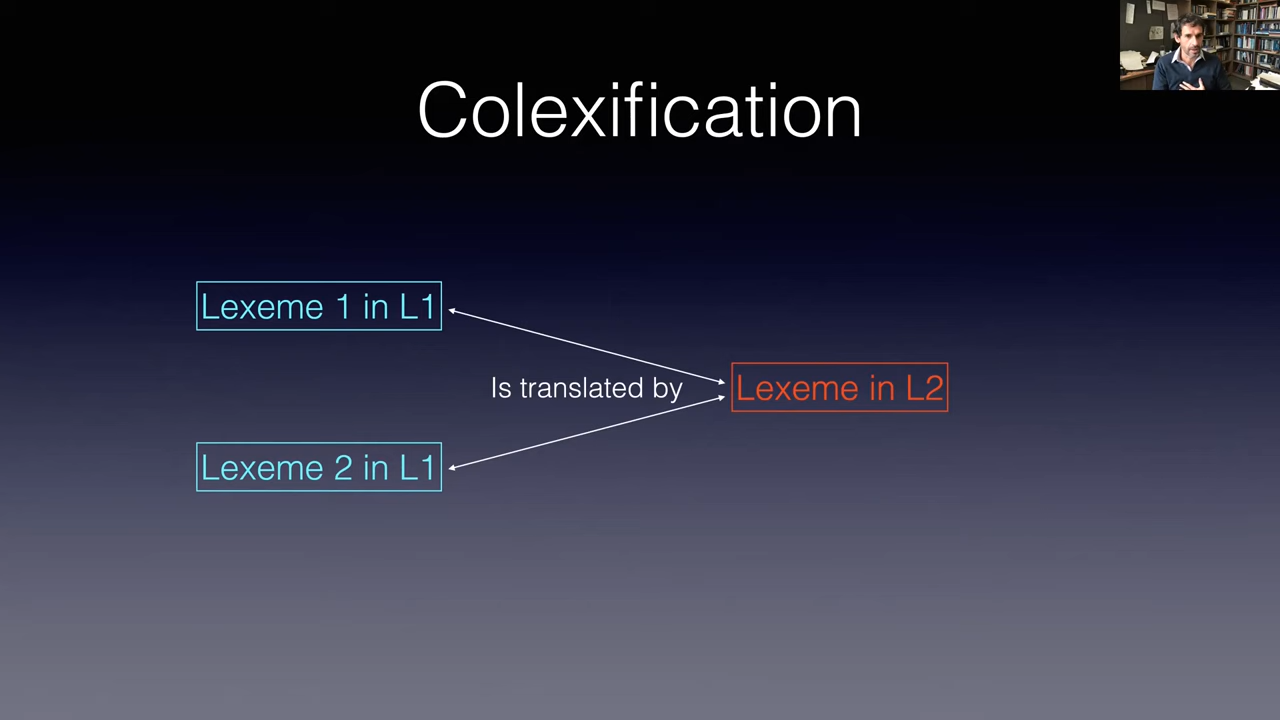 Colexification
Lexeme 1 in L1
Is translated by
Lexeme in L2
Lexeme 2 in L1